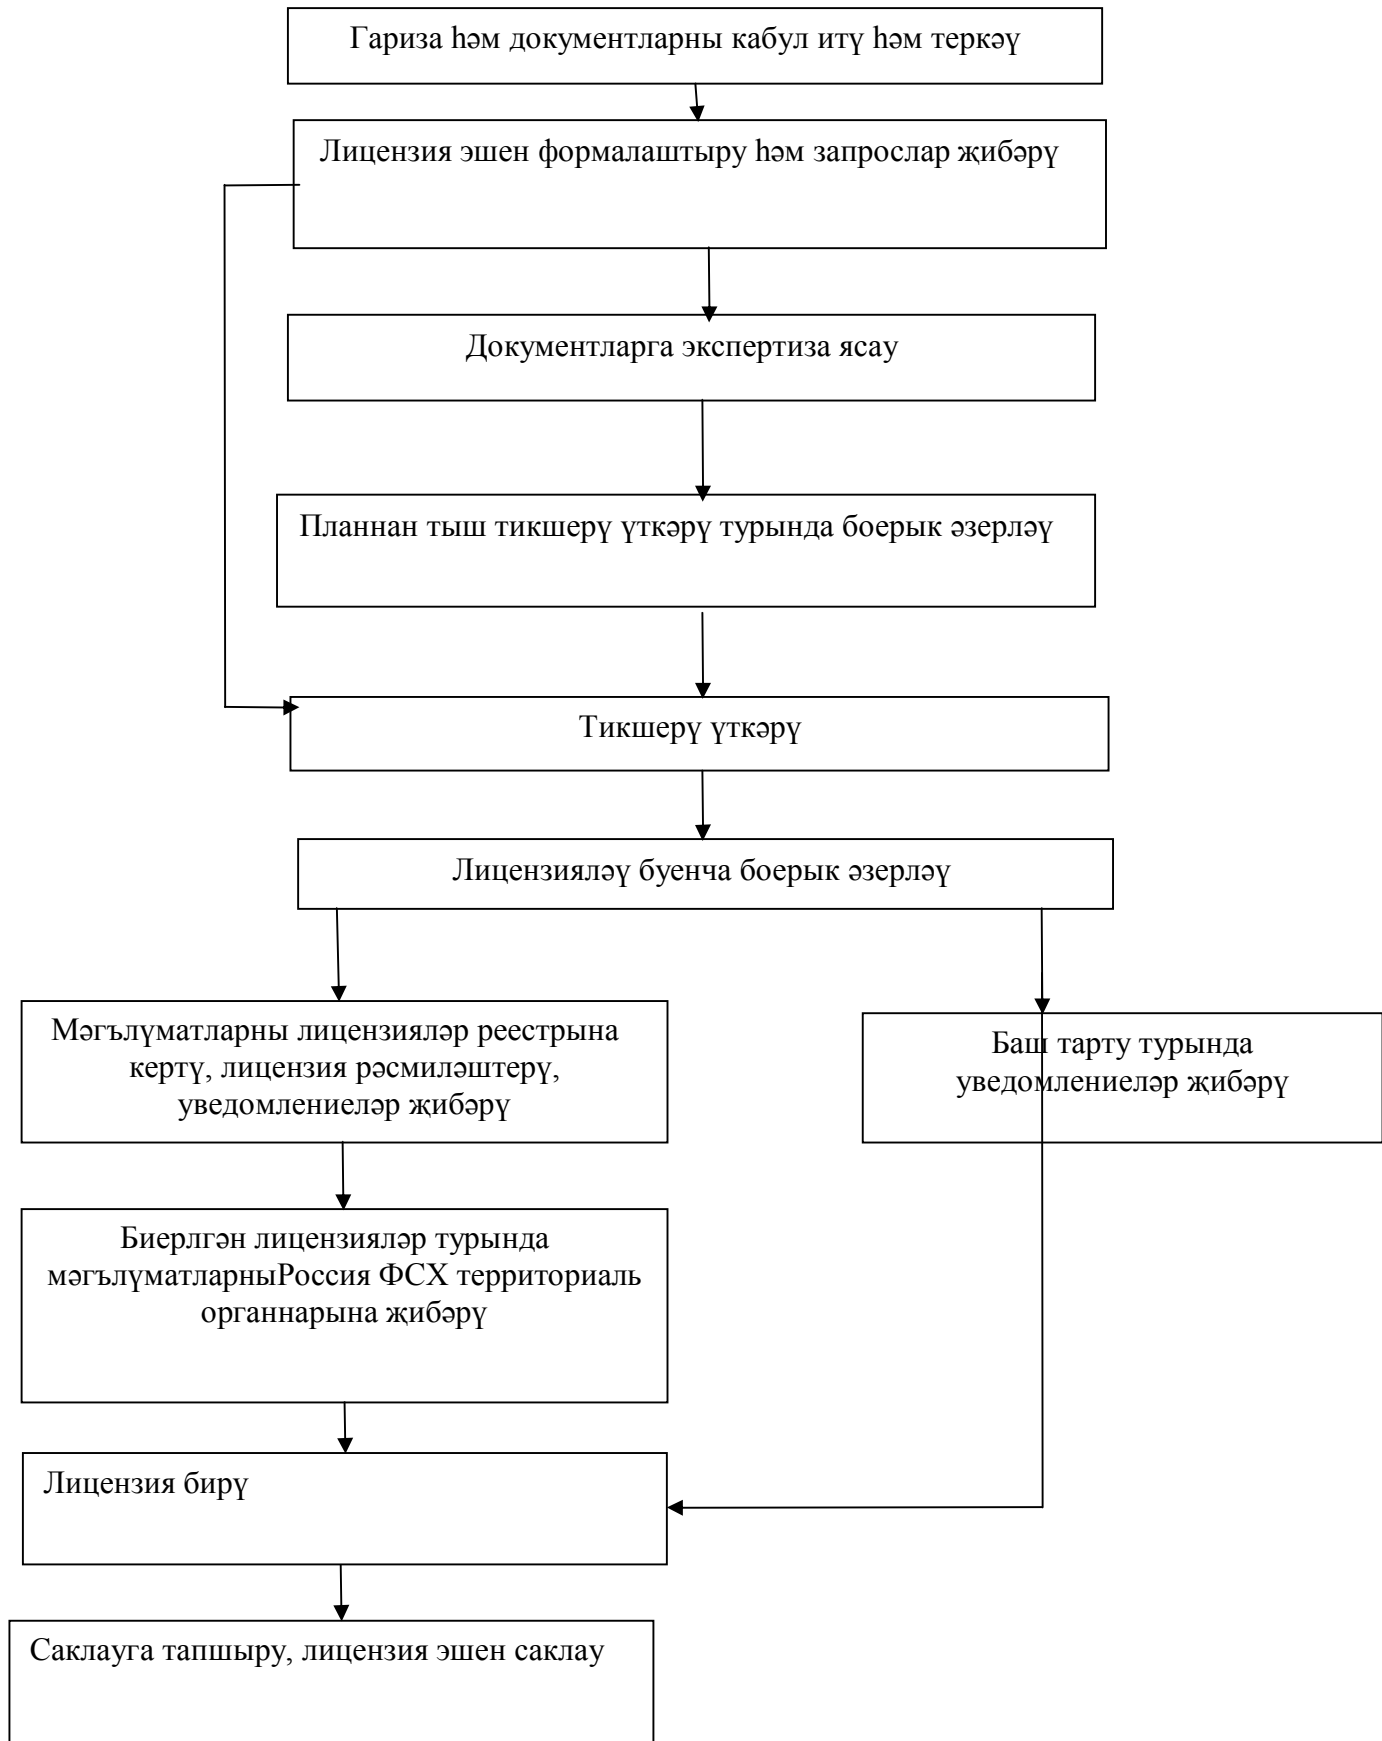 Гариза һәм документларны кабул итү һәм теркәү
Лицензия эшен формалаштыру һәм запрослар җибәрү
Документларга экспертиза ясау
Планнан тыш тикшерү үткәрү турында боерык әзерләү
Тикшерү үткәрү
Лицензияләү буенча боерык әзерләү
Мәгълүматларны лицензияләр реестрына
кертү, лицензия рәсмиләштерү,
уведомлениеләр җибәрү
Баш тарту турында
уведомлениеләр җибәрү
Биерлгән лицензияләр турында
мәгълүматларныРоссия ФСХ территориаль
органнарына җибәрү
Лицензия бирү
Саклауга тапшыру, лицензия эшен саклау